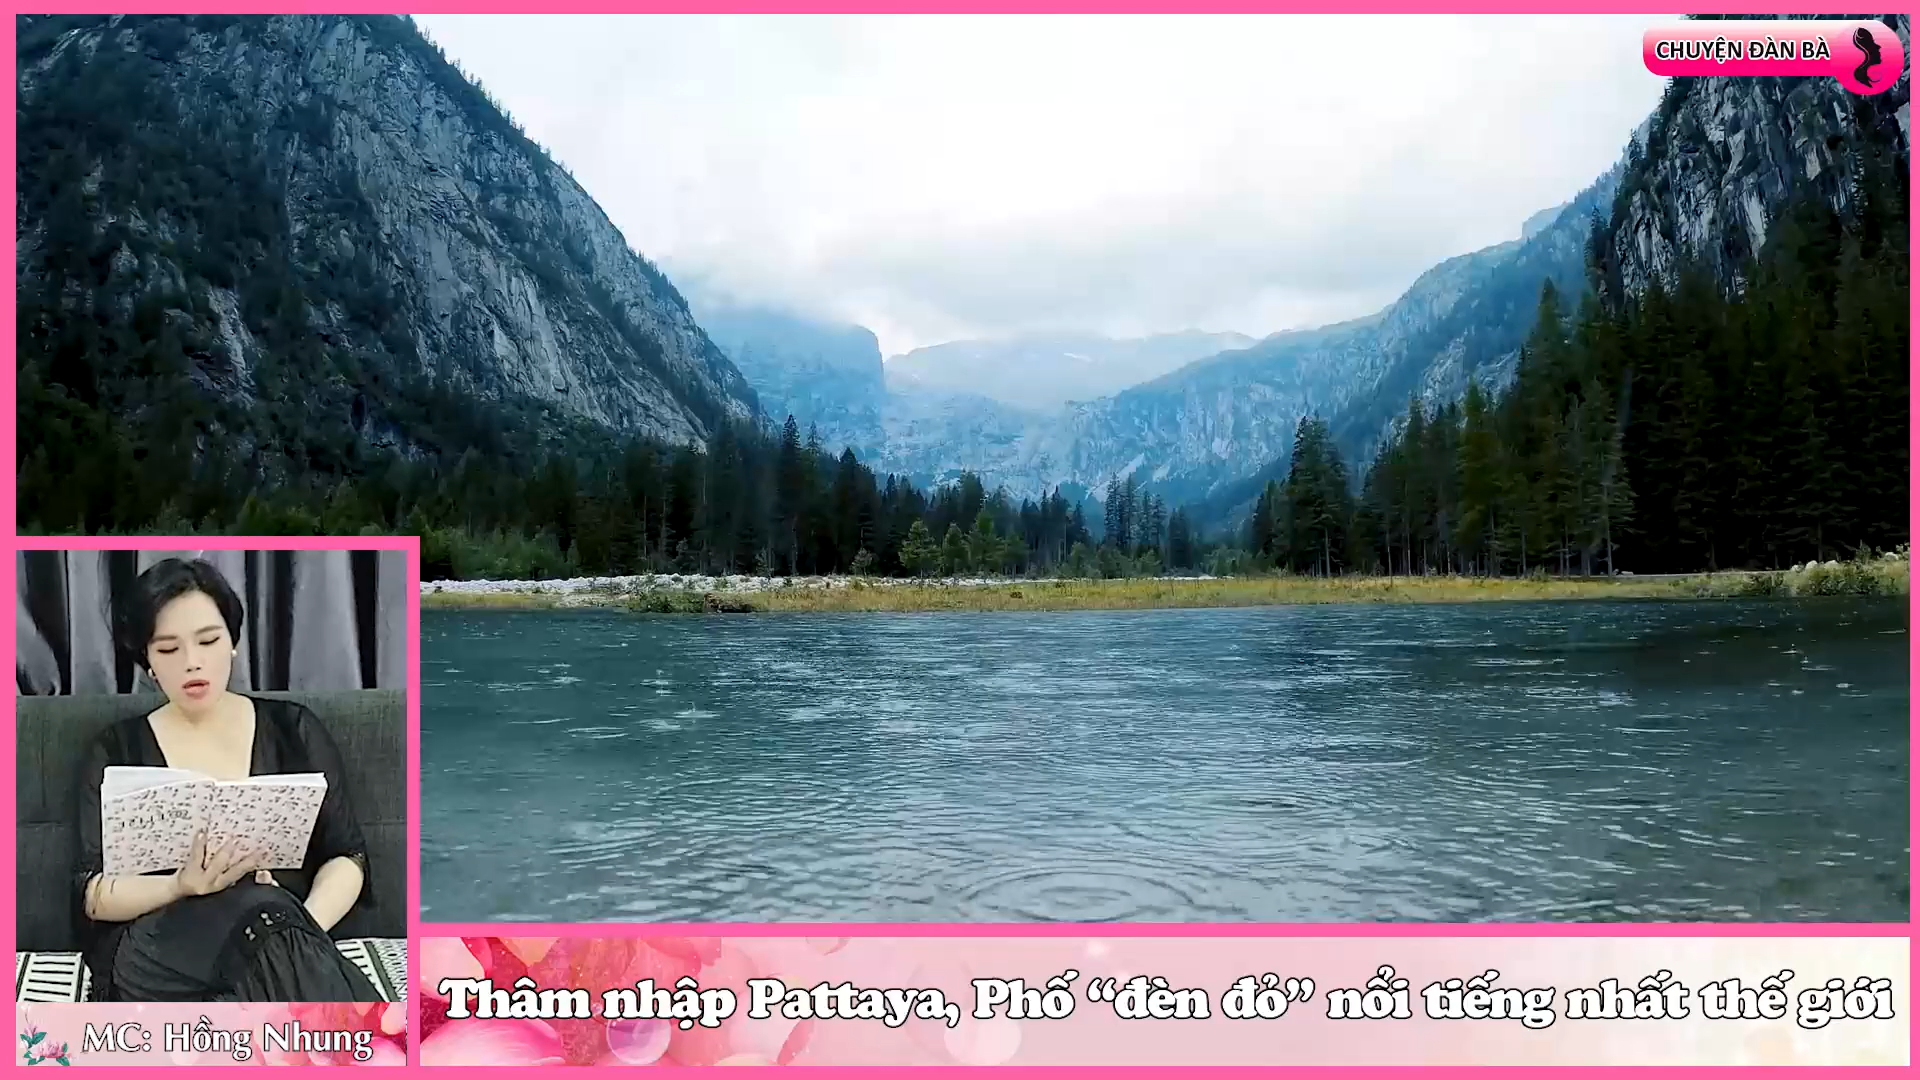 CHUYỆN ĐÀN BÀ
MC: Hồng Nhung
Thâm nhập Pattaya, Phố “đèn đỏ” nổi tiếng nhất thế giới